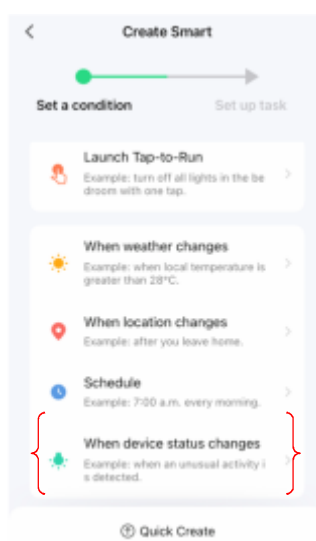 Create Smart
Set a condition
Set up task
Launch Tap-to-Run
Example: turn off all lights in the be
droom with one tap.
When weather changes
Example: when local temperature is
greater than 28°C.
When location changes
Example: after you leave home.
Schedule
Example: 7:00 a.m. every morning.
When device status changes
Example: when an unusual activity i
s detected.
Quick Create